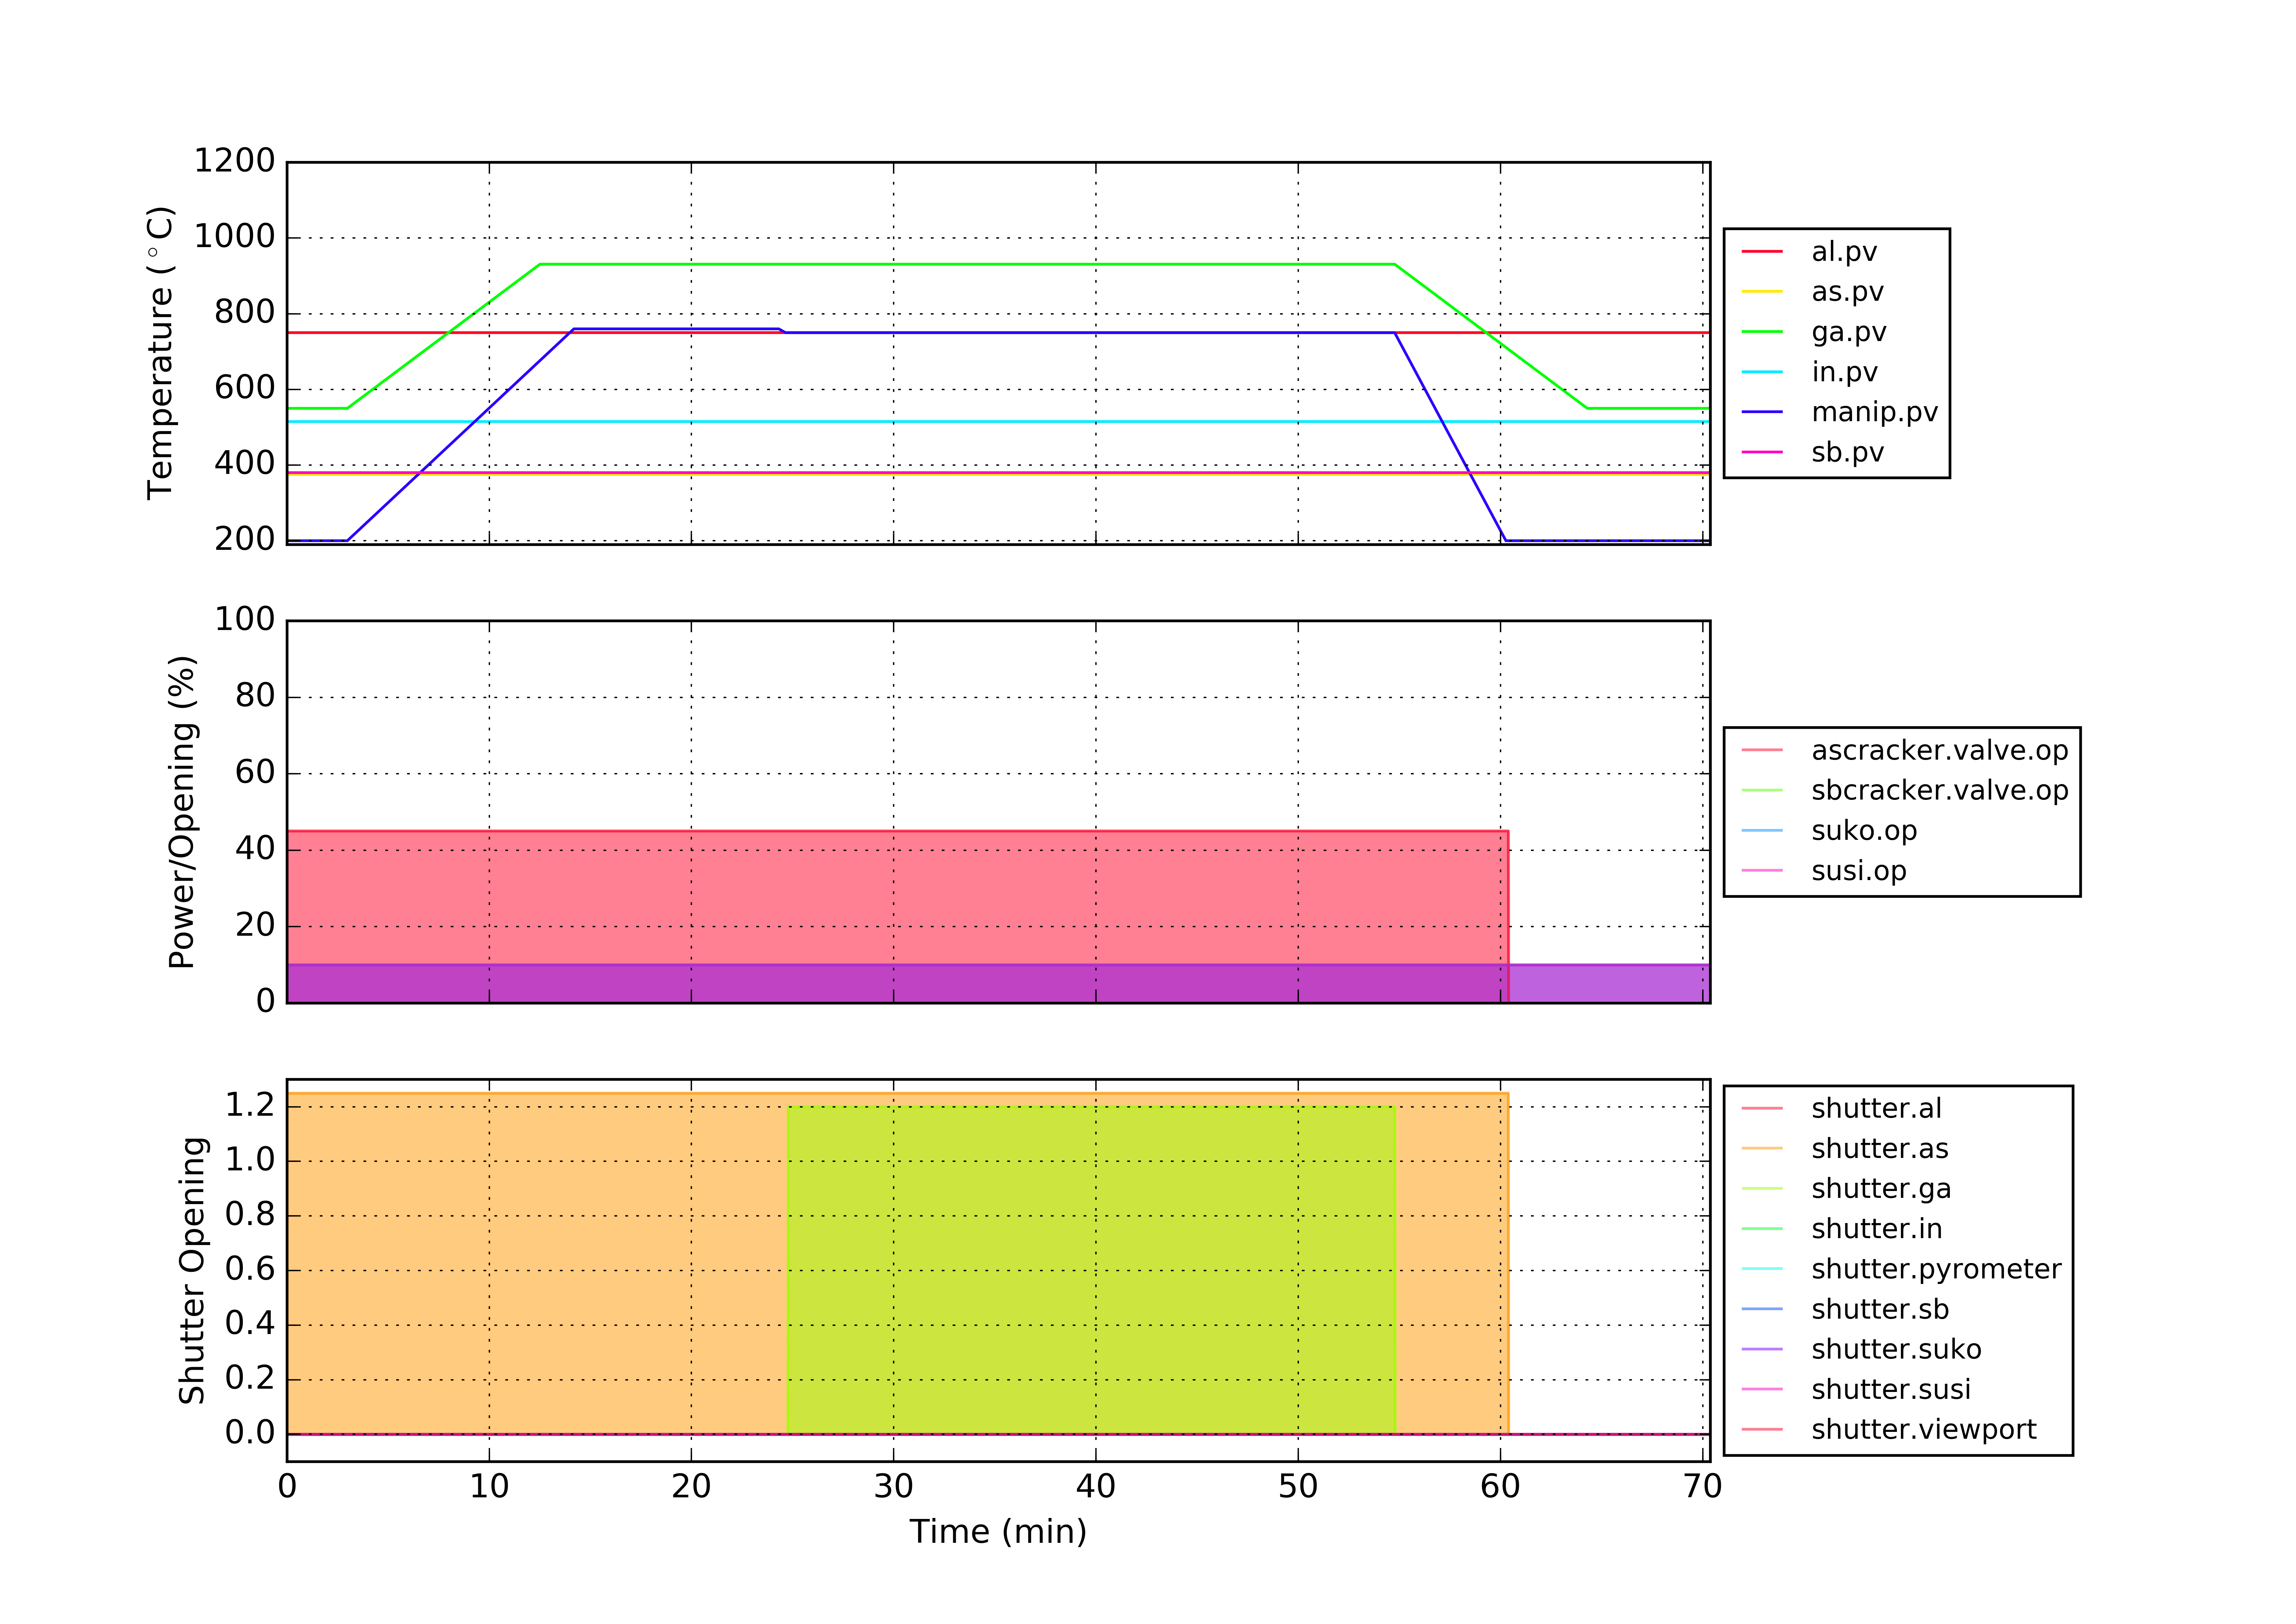 1200
1000
800
600
400
200
Temperature (°C)
al.pv
as.pv
ga.pv
in.pv
manip.pv
sb.pv
100
80
60
40
20
0
Power/Opening (%)
ascracker.valve.op
sbcracker.valve.op
suko.op
susi.op
1.2
1.0
0.8
0.6
0.4
0.2
0.0
Shutter Opening
shutter.al
shutter.as
shutter.ga
shutter.in
shutter.pyrometer
shutter.sb
shutter.suko
shutter.susi
shutter.viewport
0 10 20 30 40 50 60 70
Time (min)